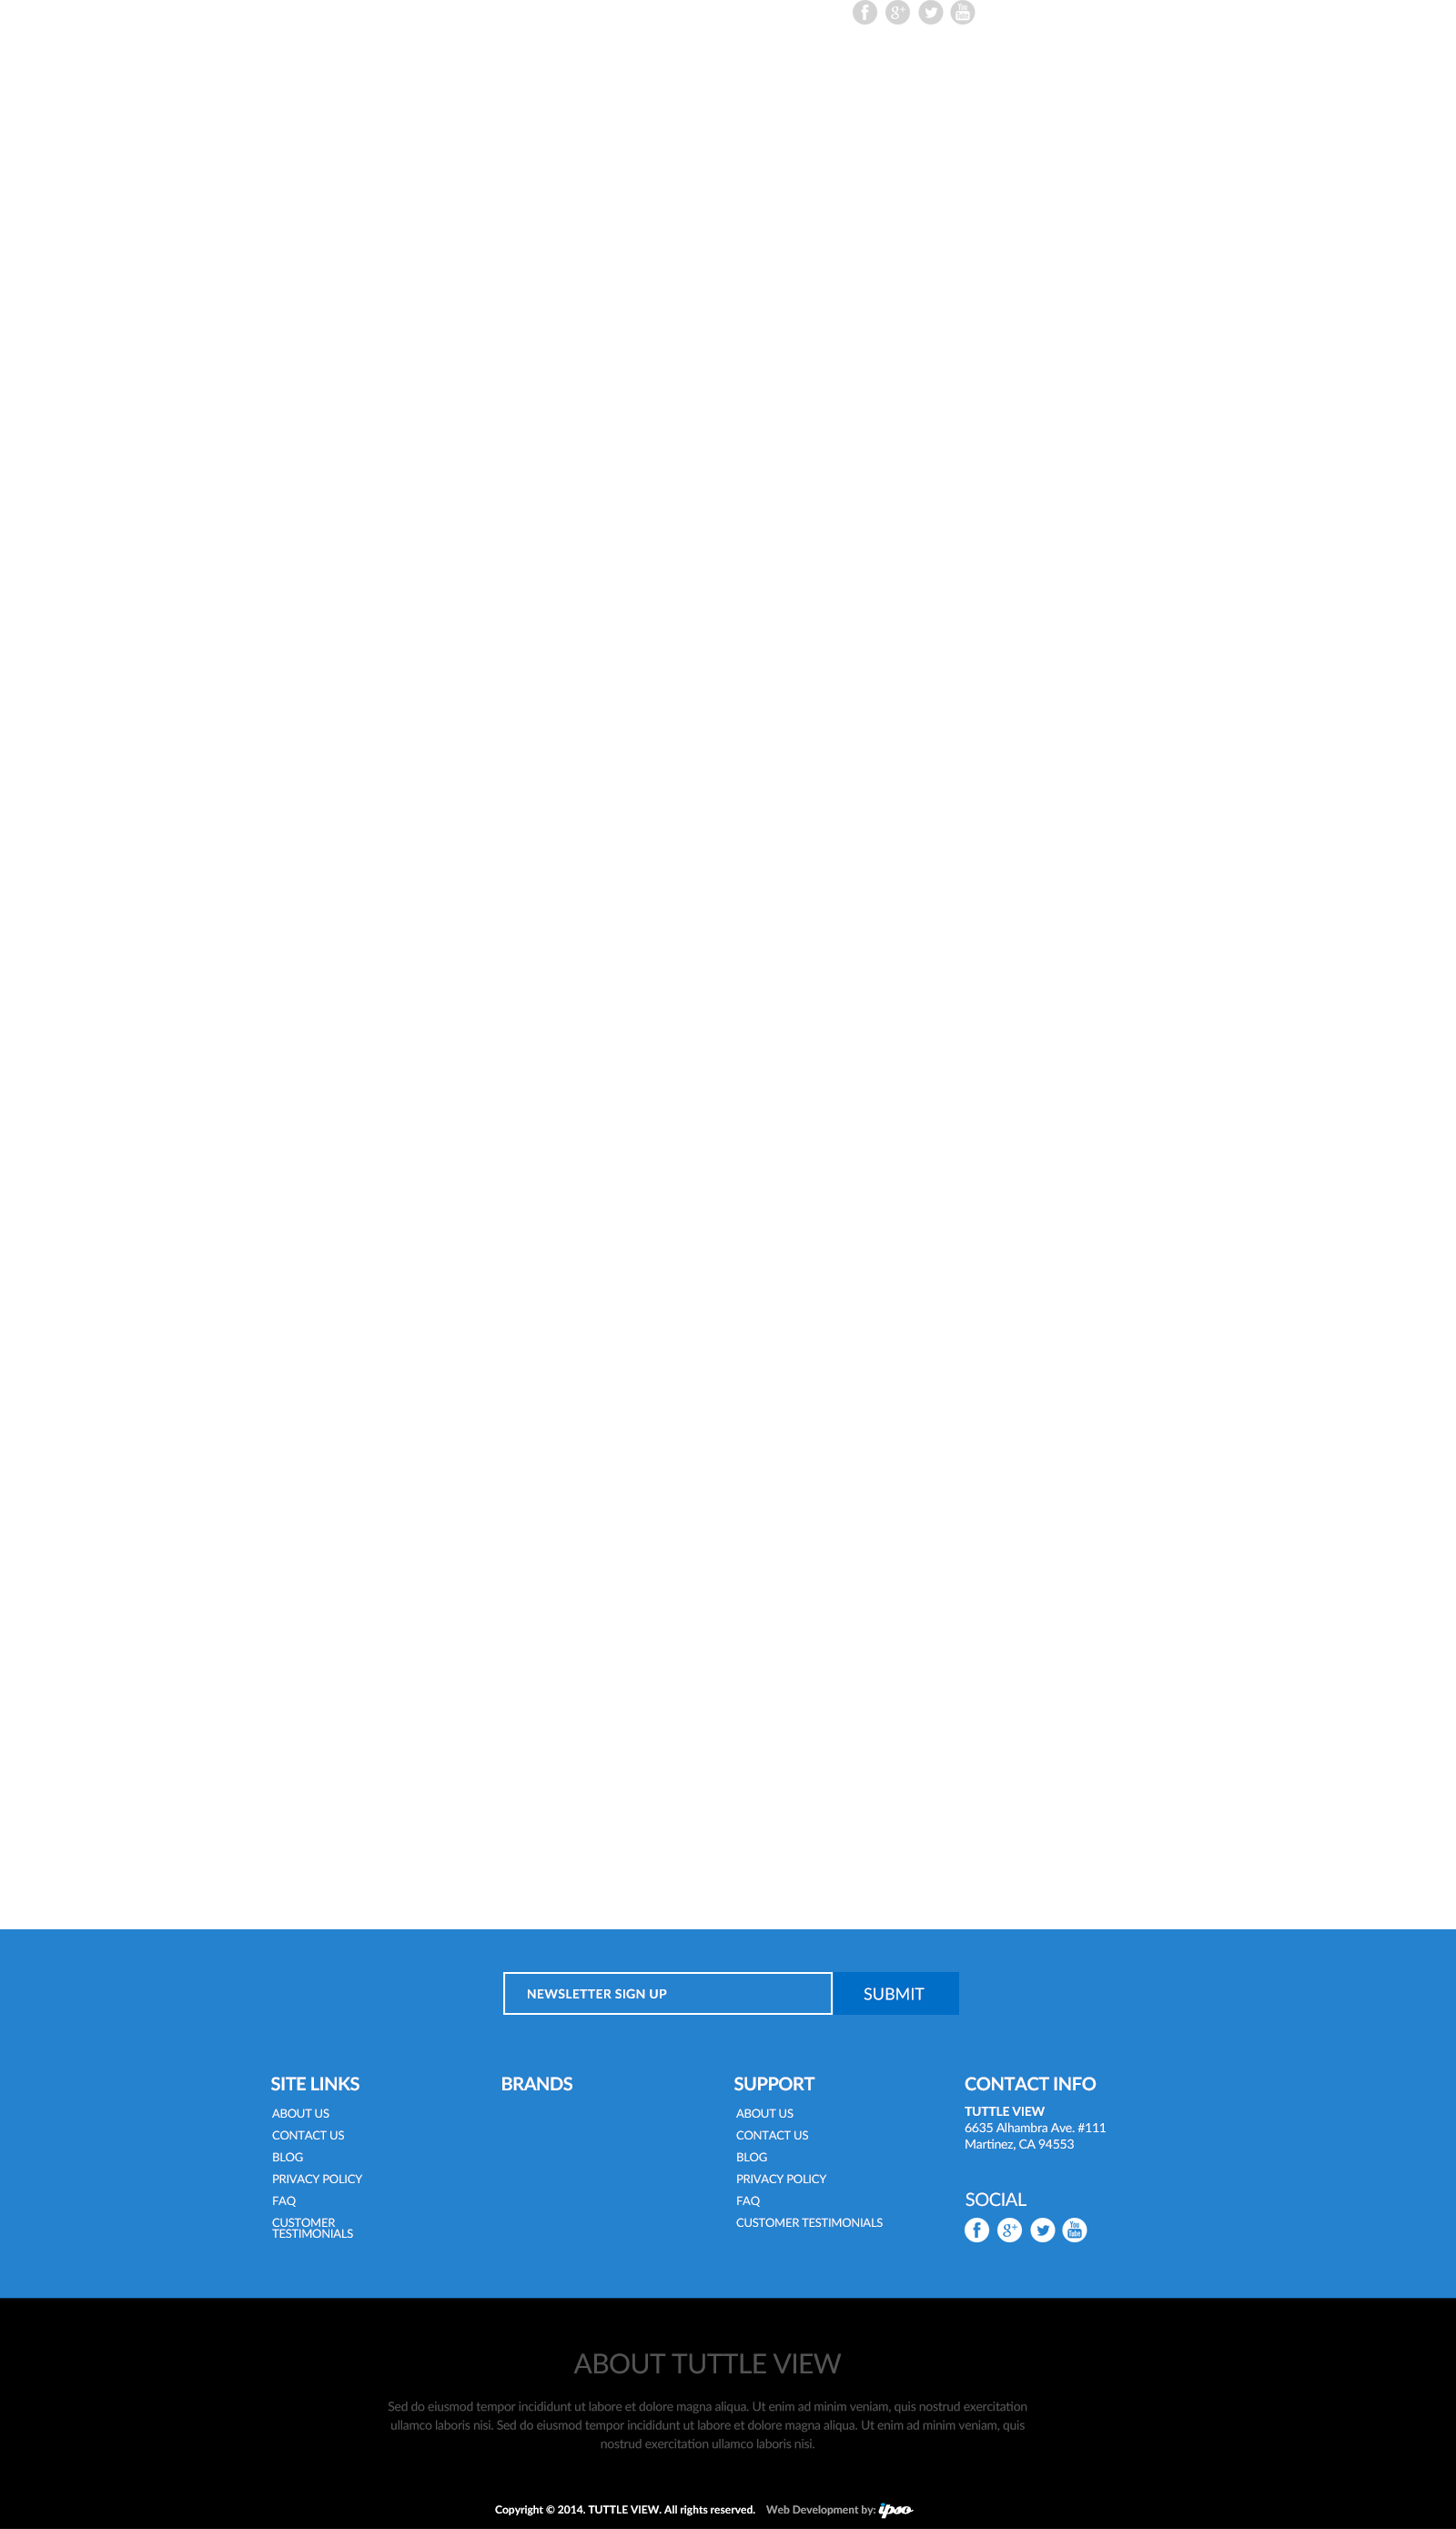 You
Tube
NEWSLETTER SIGN UP
SUBMIT
SITE LINKS
ABOUT US
CONTACT US
BLOG
PRIVACY POLICY
FAQ
CUSTOMER
TESTIMONIALS
BRANDS
SUPPORT
ABOUT US
CONTACT US
BLOG
PRIVACY POLICY
FAQ
CUSTOMER TESTIMONIALS
CONTACT INFO
TUTTLE VIEW
6635 Alhambra Ave. #111
Martinez, CA 94553
SOCIAL
You
Tube
ABOUT TUTTLE VIEW
Sed do eiusmod tempor incididunt ut labore et dolore magna aliqua. Ut enim ad minim veniam, quis nostrud exercitation
ullamco laboris nisi. Sed do eiusmod tempor incididunt ut labore et dolore magna aliqua. Ut enim ad minim veniam, quis
nostrud exercitation ullamco laboris nisi.
Copyright © 2014. TUTTLE VIEW. All rights reserved. Web Development by: